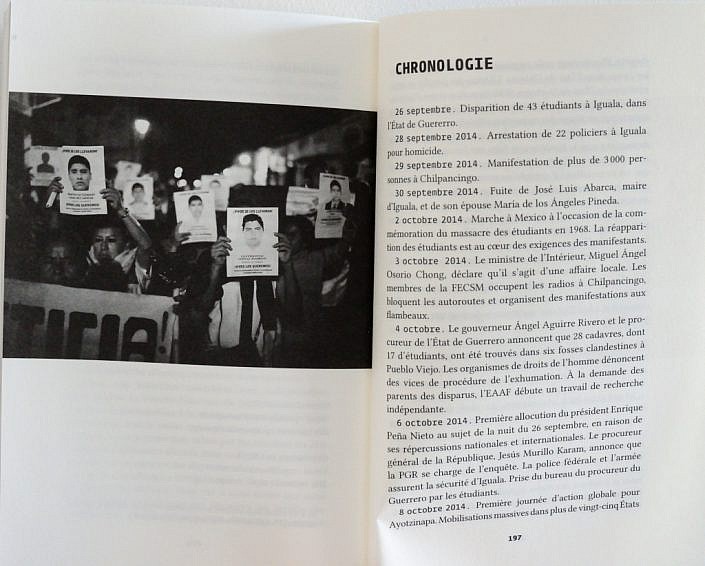 JUSTICIA!
¡VIVO SE LOS LLEVARON!
¡VIVOS LOS QUEREMOS!
CHRONOLOGIE
26 septembre. Disparition de 43 étudiants à Iguala, dans
l'État de Guererro.
28 septembre 2014. Arrestation de 22 policiers à Iguala
pour homicide.
29 septembre 2014. Manifestation de plus de 3 000 per-
sonnes à Chilpancingo.
30 septembre 2014. Fuite de José Luis Abarca, maire
d'Iguala, et de son épouse María de los Ángeles Pineda.
2 octobre 2014. Marche à Mexico à l'occasion de la com-
mémoration du massacre des étudiants en 1968. La réappari-
tion des étudiants est au cœur des exigences des manifestants.
3 octobre 2014. Le ministre de l'Intérieur, Miguel Ángel
Osorio Chong, déclare qu'il s'agit d'une affaire locale. Les
membres de la FECSM occupent les radios à Chilpancingo,
bloquent les autoroutes et organisent des manifestations aux
flambeaux.
4 octobre. Le gouverneur Ángel Aguirre Rivero et le pro-
cureur de l'État de Guerrero annoncent que 28 cadavres, dont
17 d'étudiants, ont été trouvés dans six fosses clandestines à
Pueblo Viejo. Les organismes de droits de l'homme dénoncent
des vices de procédure de l'exhumation. À la demande des
parents des disparus, l'EAAF débute un travail de recherche
indépendante.
6 octobre 2014. Première allocution du président Enrique
Peña Nieto au sujet de la nuit du 26 septembre, en raison de
ses répercussions nationales et internationales. Le procureur
général de la République, Jesús Murillo Karam, annonce que
la PGR se charge de l'enquête. La police fédérale et l'armée
assurent la sécurité d'Iguala. Prise du bureau du procureur du
Guerrero par les étudiants.
8 octobre 2014. Première journée d'action globale pour
Ayotzinapa. Mobilisations massives dans plus de vingt-cinq États
197